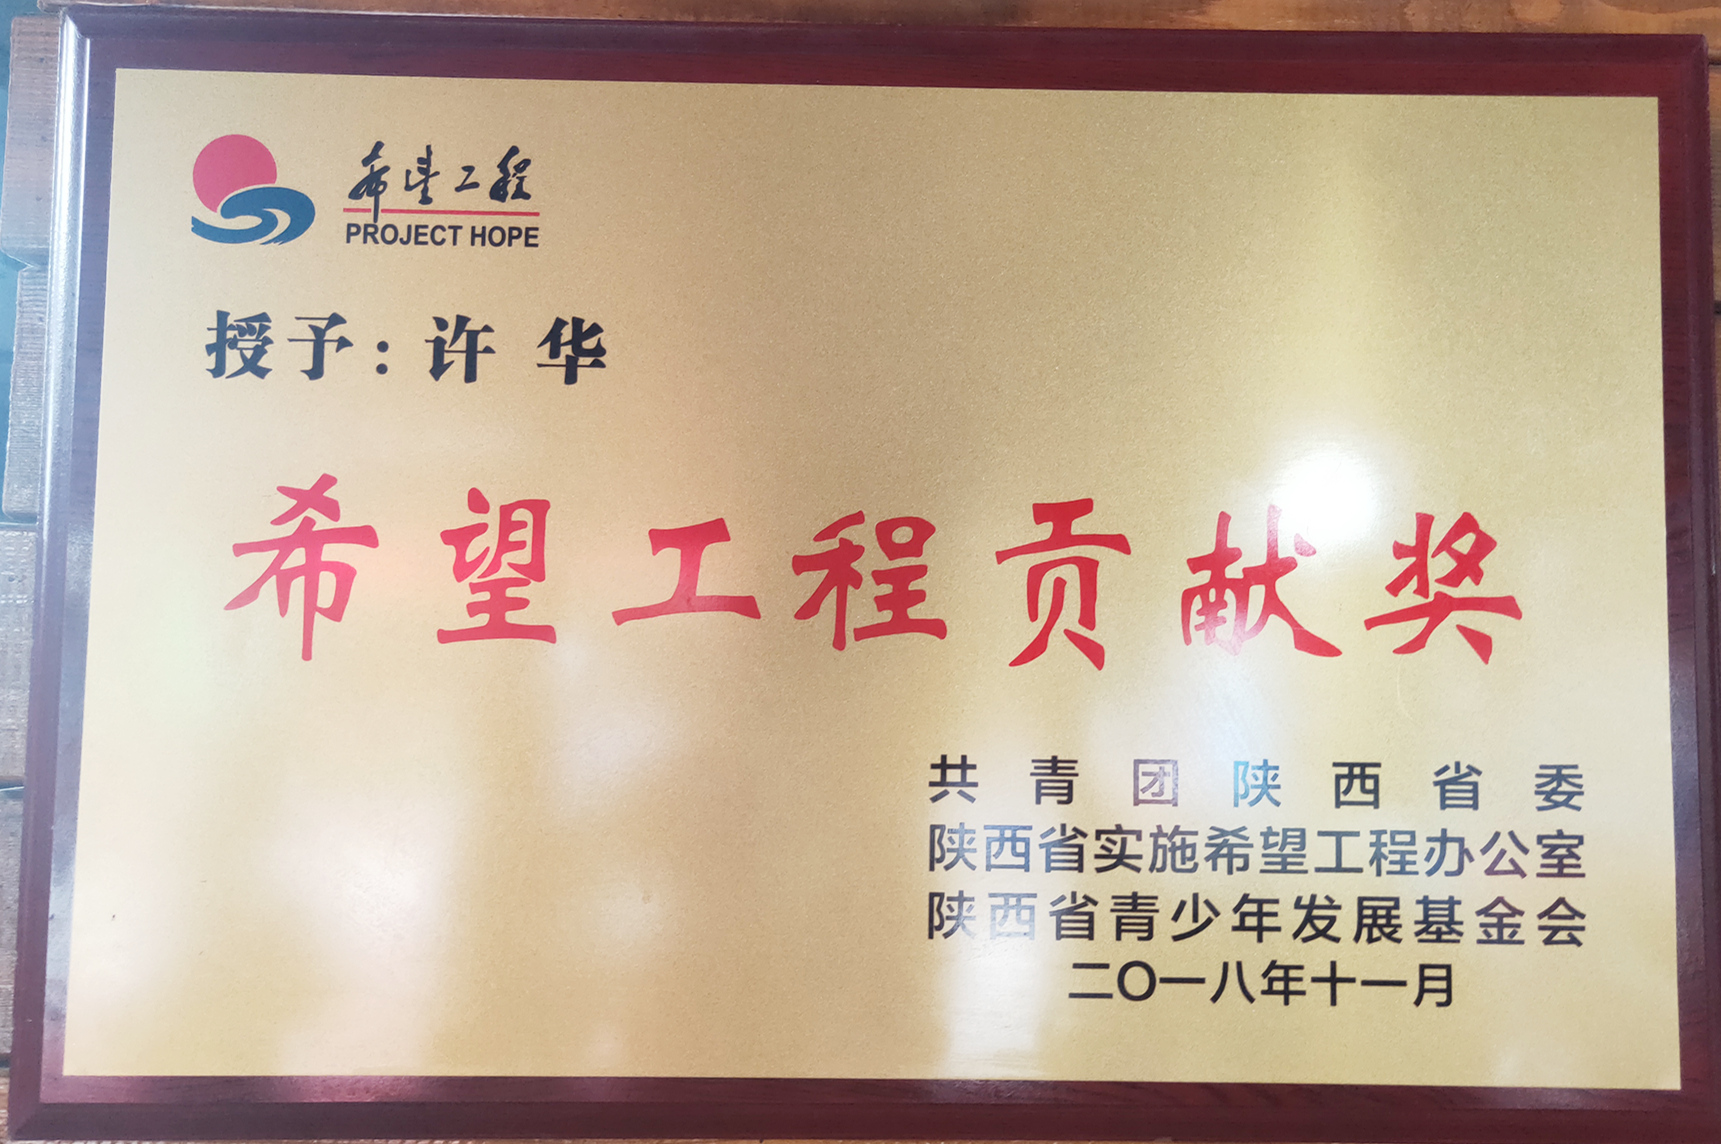 希望工程
PROJECT HOPE
授予：许 华
希望工程贡献奖
共青团陕西省委
陕西省实施希望工程办公室
陕西省青少年发展基金会
二〇一八年十一月